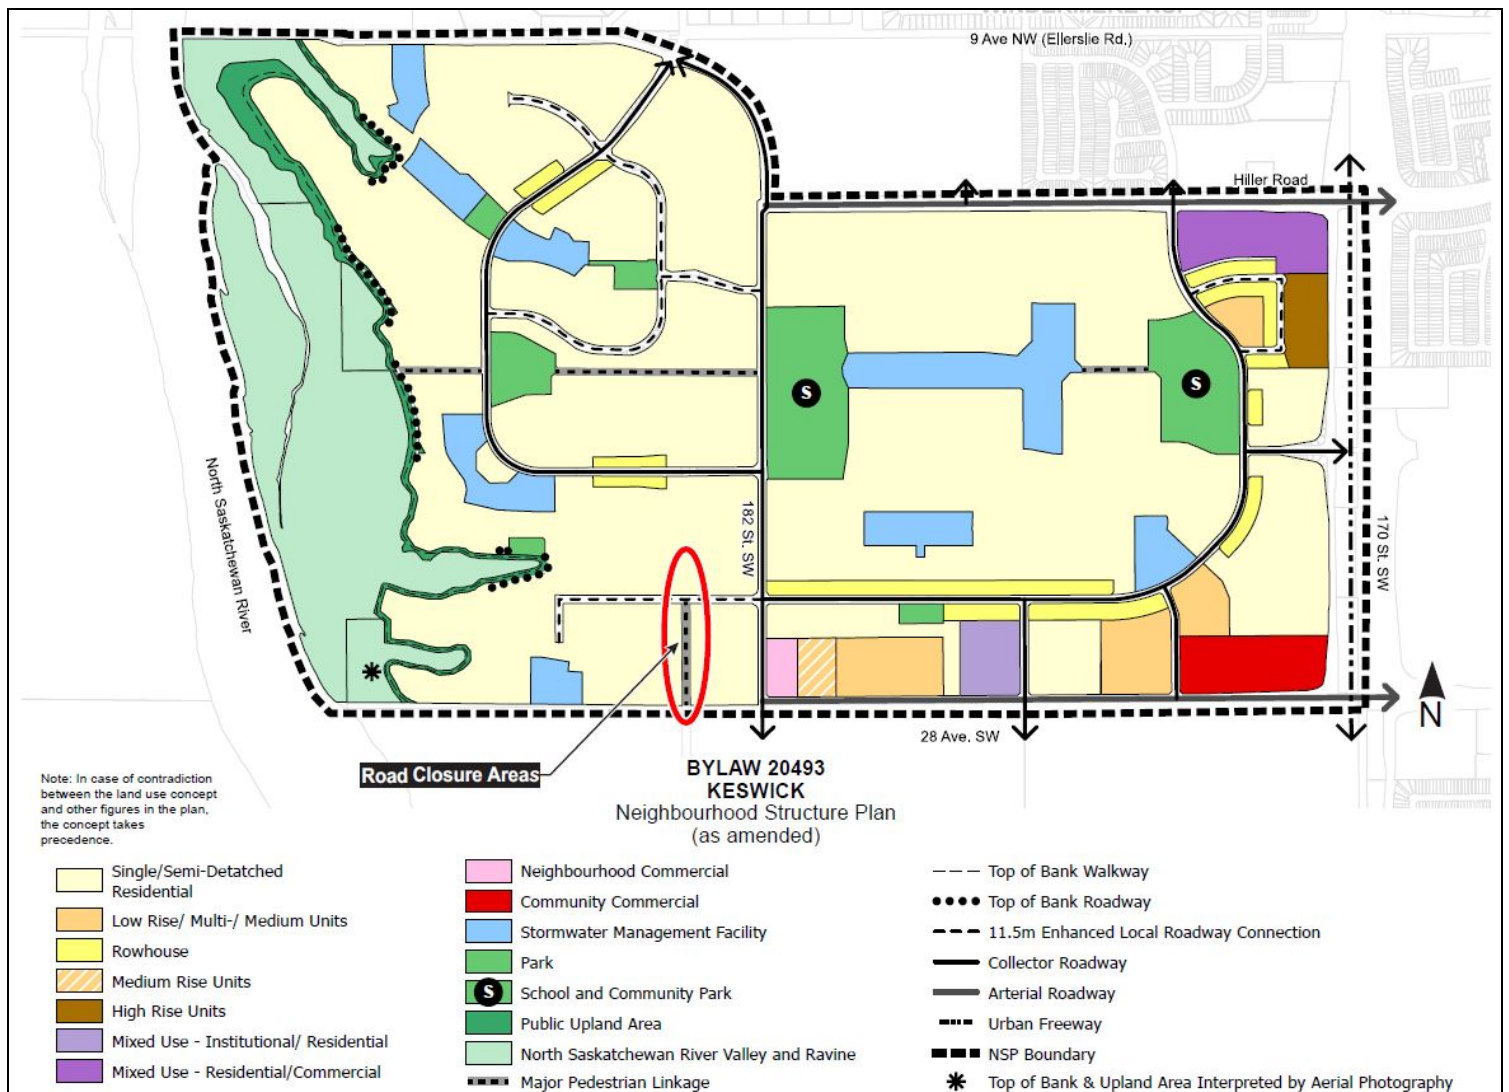 WINDERMERE NSP
9 Ave NW (Ellerslie Rd.)
Hiller Road
S
S
North Saskatchewan River
182 St. SW
170 St. SW
N
28 Ave. SW
Road Closure Areas
BYLAW 20493
KESWICK
Neighbourhood Structure Plan
(as amended)
Note: In case of contradiction
between the land use concept
and other figures in the plan,
the concept takes
precedence.
Single/Semi-Detatched
Residential
Low Rise/ Multi-/ Medium Units
Rowhouse
Medium Rise Units
High Rise Units
Mixed Use - Institutional/ Residential
Mixed Use - Residential/Commercial
Neighbourhood Commercial
Community Commercial
Stormwater Management Facility
Park
S School and Community Park
Public Upland Area
North Saskatchewan River Valley and Ravine
Major Pedestrian Linkage
Top of Bank Walkway
Top of Bank Roadway
11.5m Enhanced Local Roadway Connection
Collector Roadway
Arterial Roadway
Urban Freeway
NSP Boundary
Top of Bank & Upland Area Interpreted by Aerial Photography